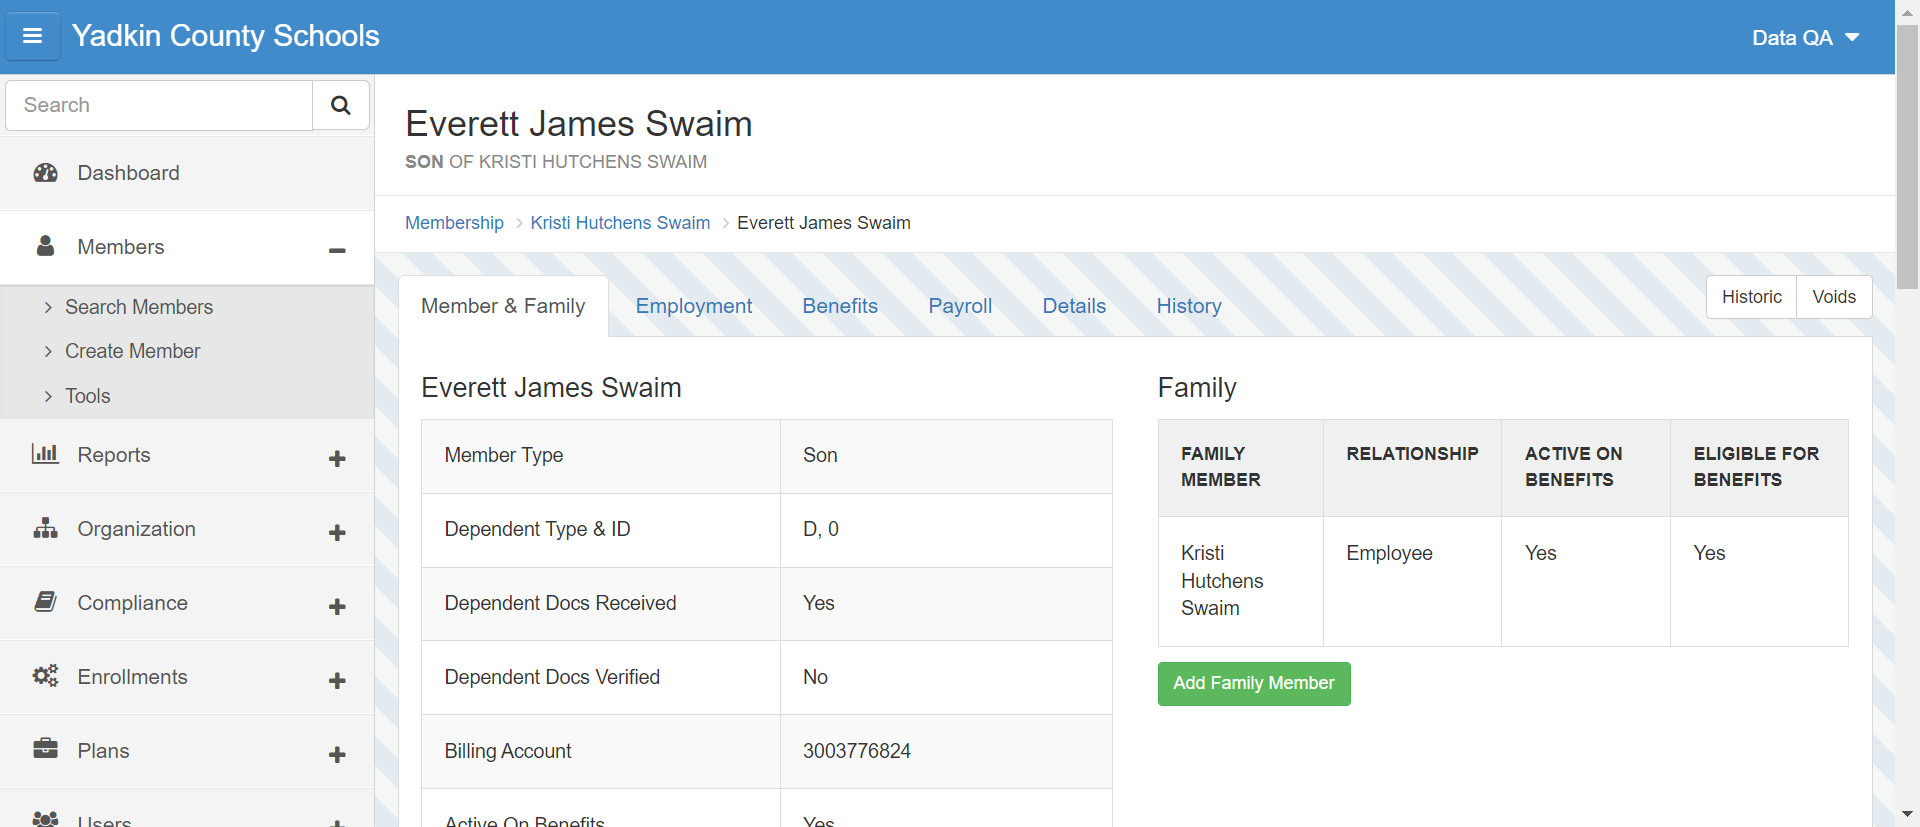 Yadkin County Schools
Data QA
Search
Dashboard
Members
Search Members
Create Member
Tools
Reports
Organization
Compliance
Enrollments
Plans
Users
Everett James Swaim
SON OF KRISTI HUTCHENS SWAIM
Membership > Kristi Hutchens Swaim > Everett James Swaim
Member & Family Employment Benefits Payroll Details History
Historic Voids
Everett James Swaim
Member Type Son
Dependent Type & ID D, 0
Dependent Docs Received Yes
Dependent Docs Verified No
Billing Account 3003776824
Active On Benefits Yes
Family
FAMILY MEMBER RELATIONSHIP ACTIVE ON BENEFITS ELIGIBLE FOR BENEFITS
Kristi Hutchens Swaim Employee Yes Yes
Add Family Member